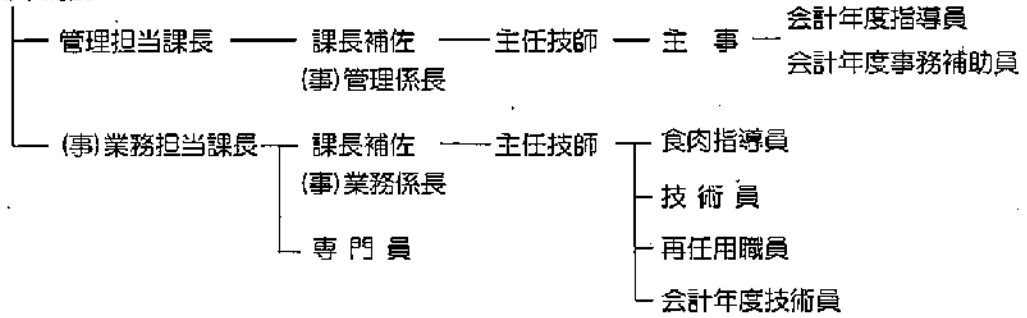 管理担当課長 課長補佐 主任技師 主事 会計年度指導員
(事)管理係長 会計年度事務補助員
(事)業務担当課長 課長補佐 主任技師 食肉指導員
(事)業務係長
技術員
専門員 再任用職員
会計年度技術員